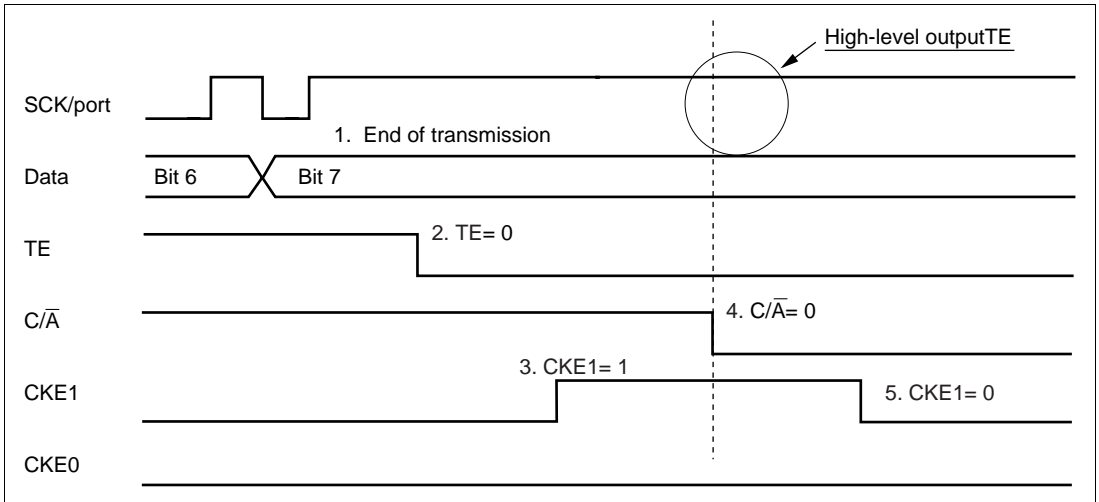 High-level outputTE
SCK/port
1. End of transmission
Data
Bit 6
Bit 7
TE
2. TE= 0
C/A̅
4. C/A̅= 0
3. CKE1= 1
CKE1
5. CKE1= 0
CKE0